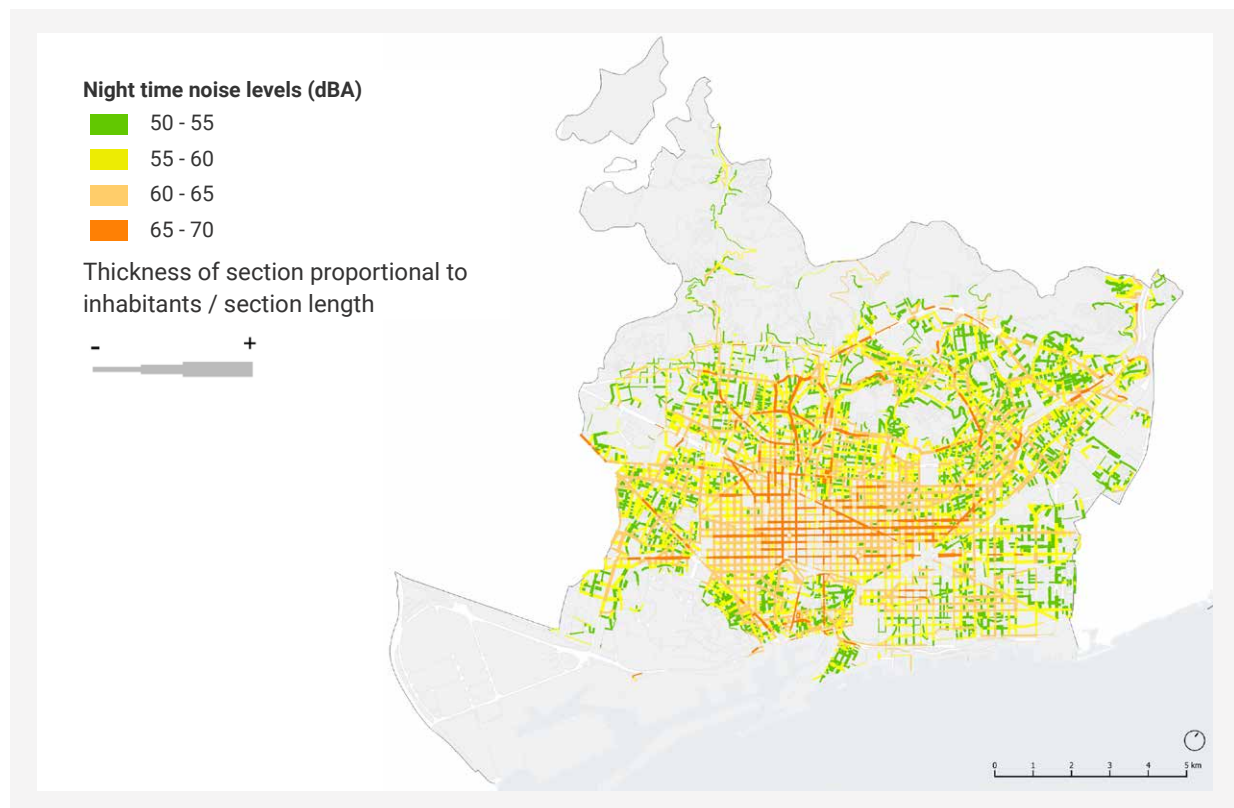 Night time noise levels (dBA)
50 - 55
55 - 60
60 - 65
65 - 70
Thickness of section proportional to
inhabitants / section length
- +
0 1 2 3 4 5 km